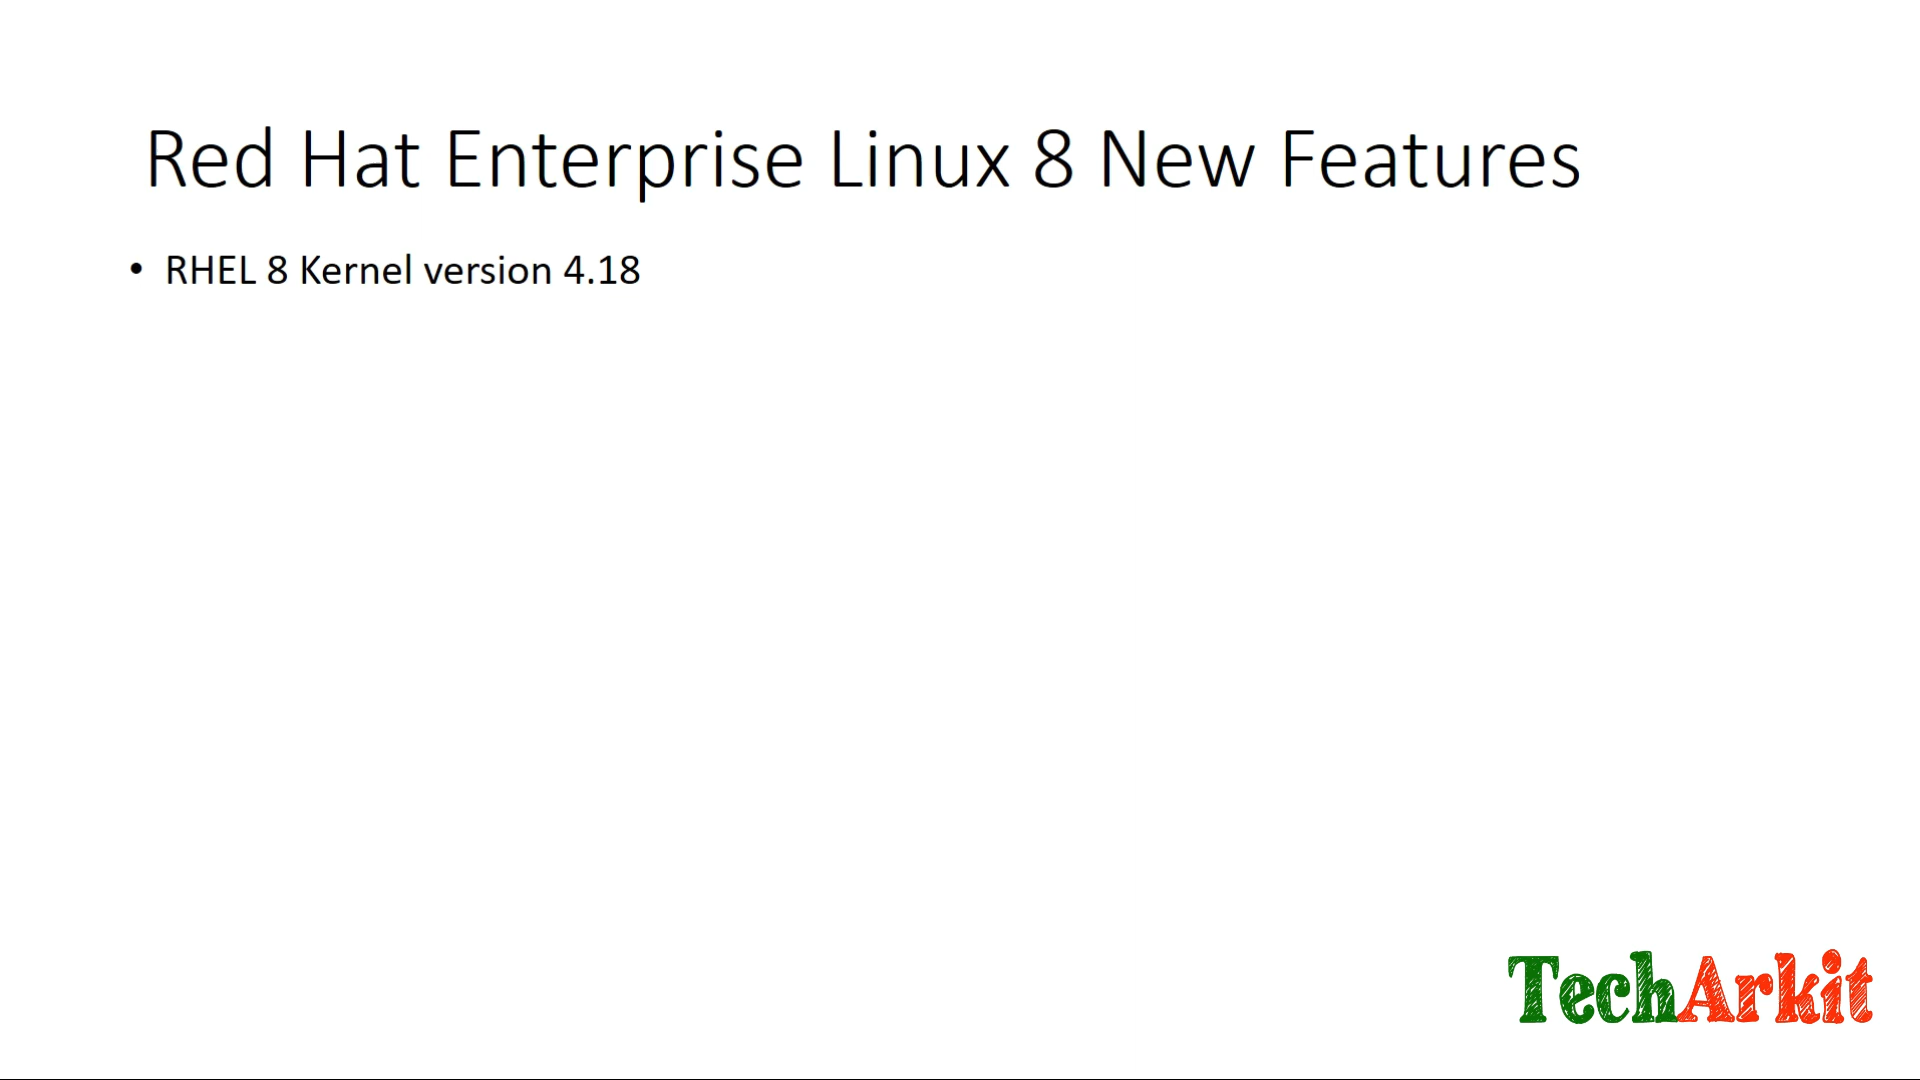 Red Hat Enterprise Linux 8 New Features
• RHEL 8 Kernel version 4.18
TechArkit